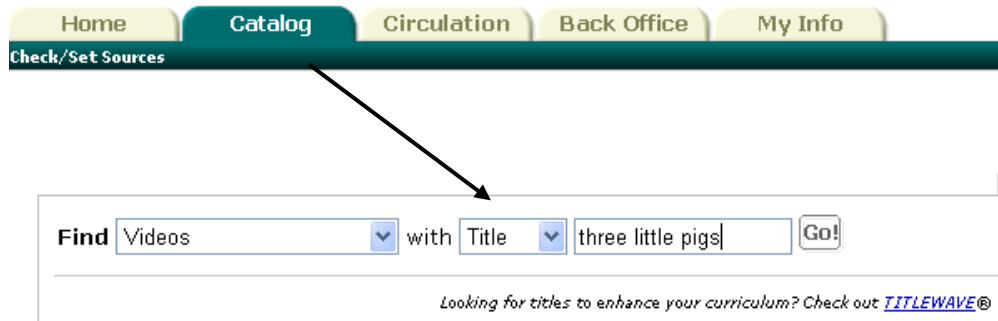 Home Catalog Circulation Back Office My Info
Check/Set Sources
Find Videos with Title three little pigs Go!
Looking for titles to enhance your curriculum? Check out TITLEWAVE®